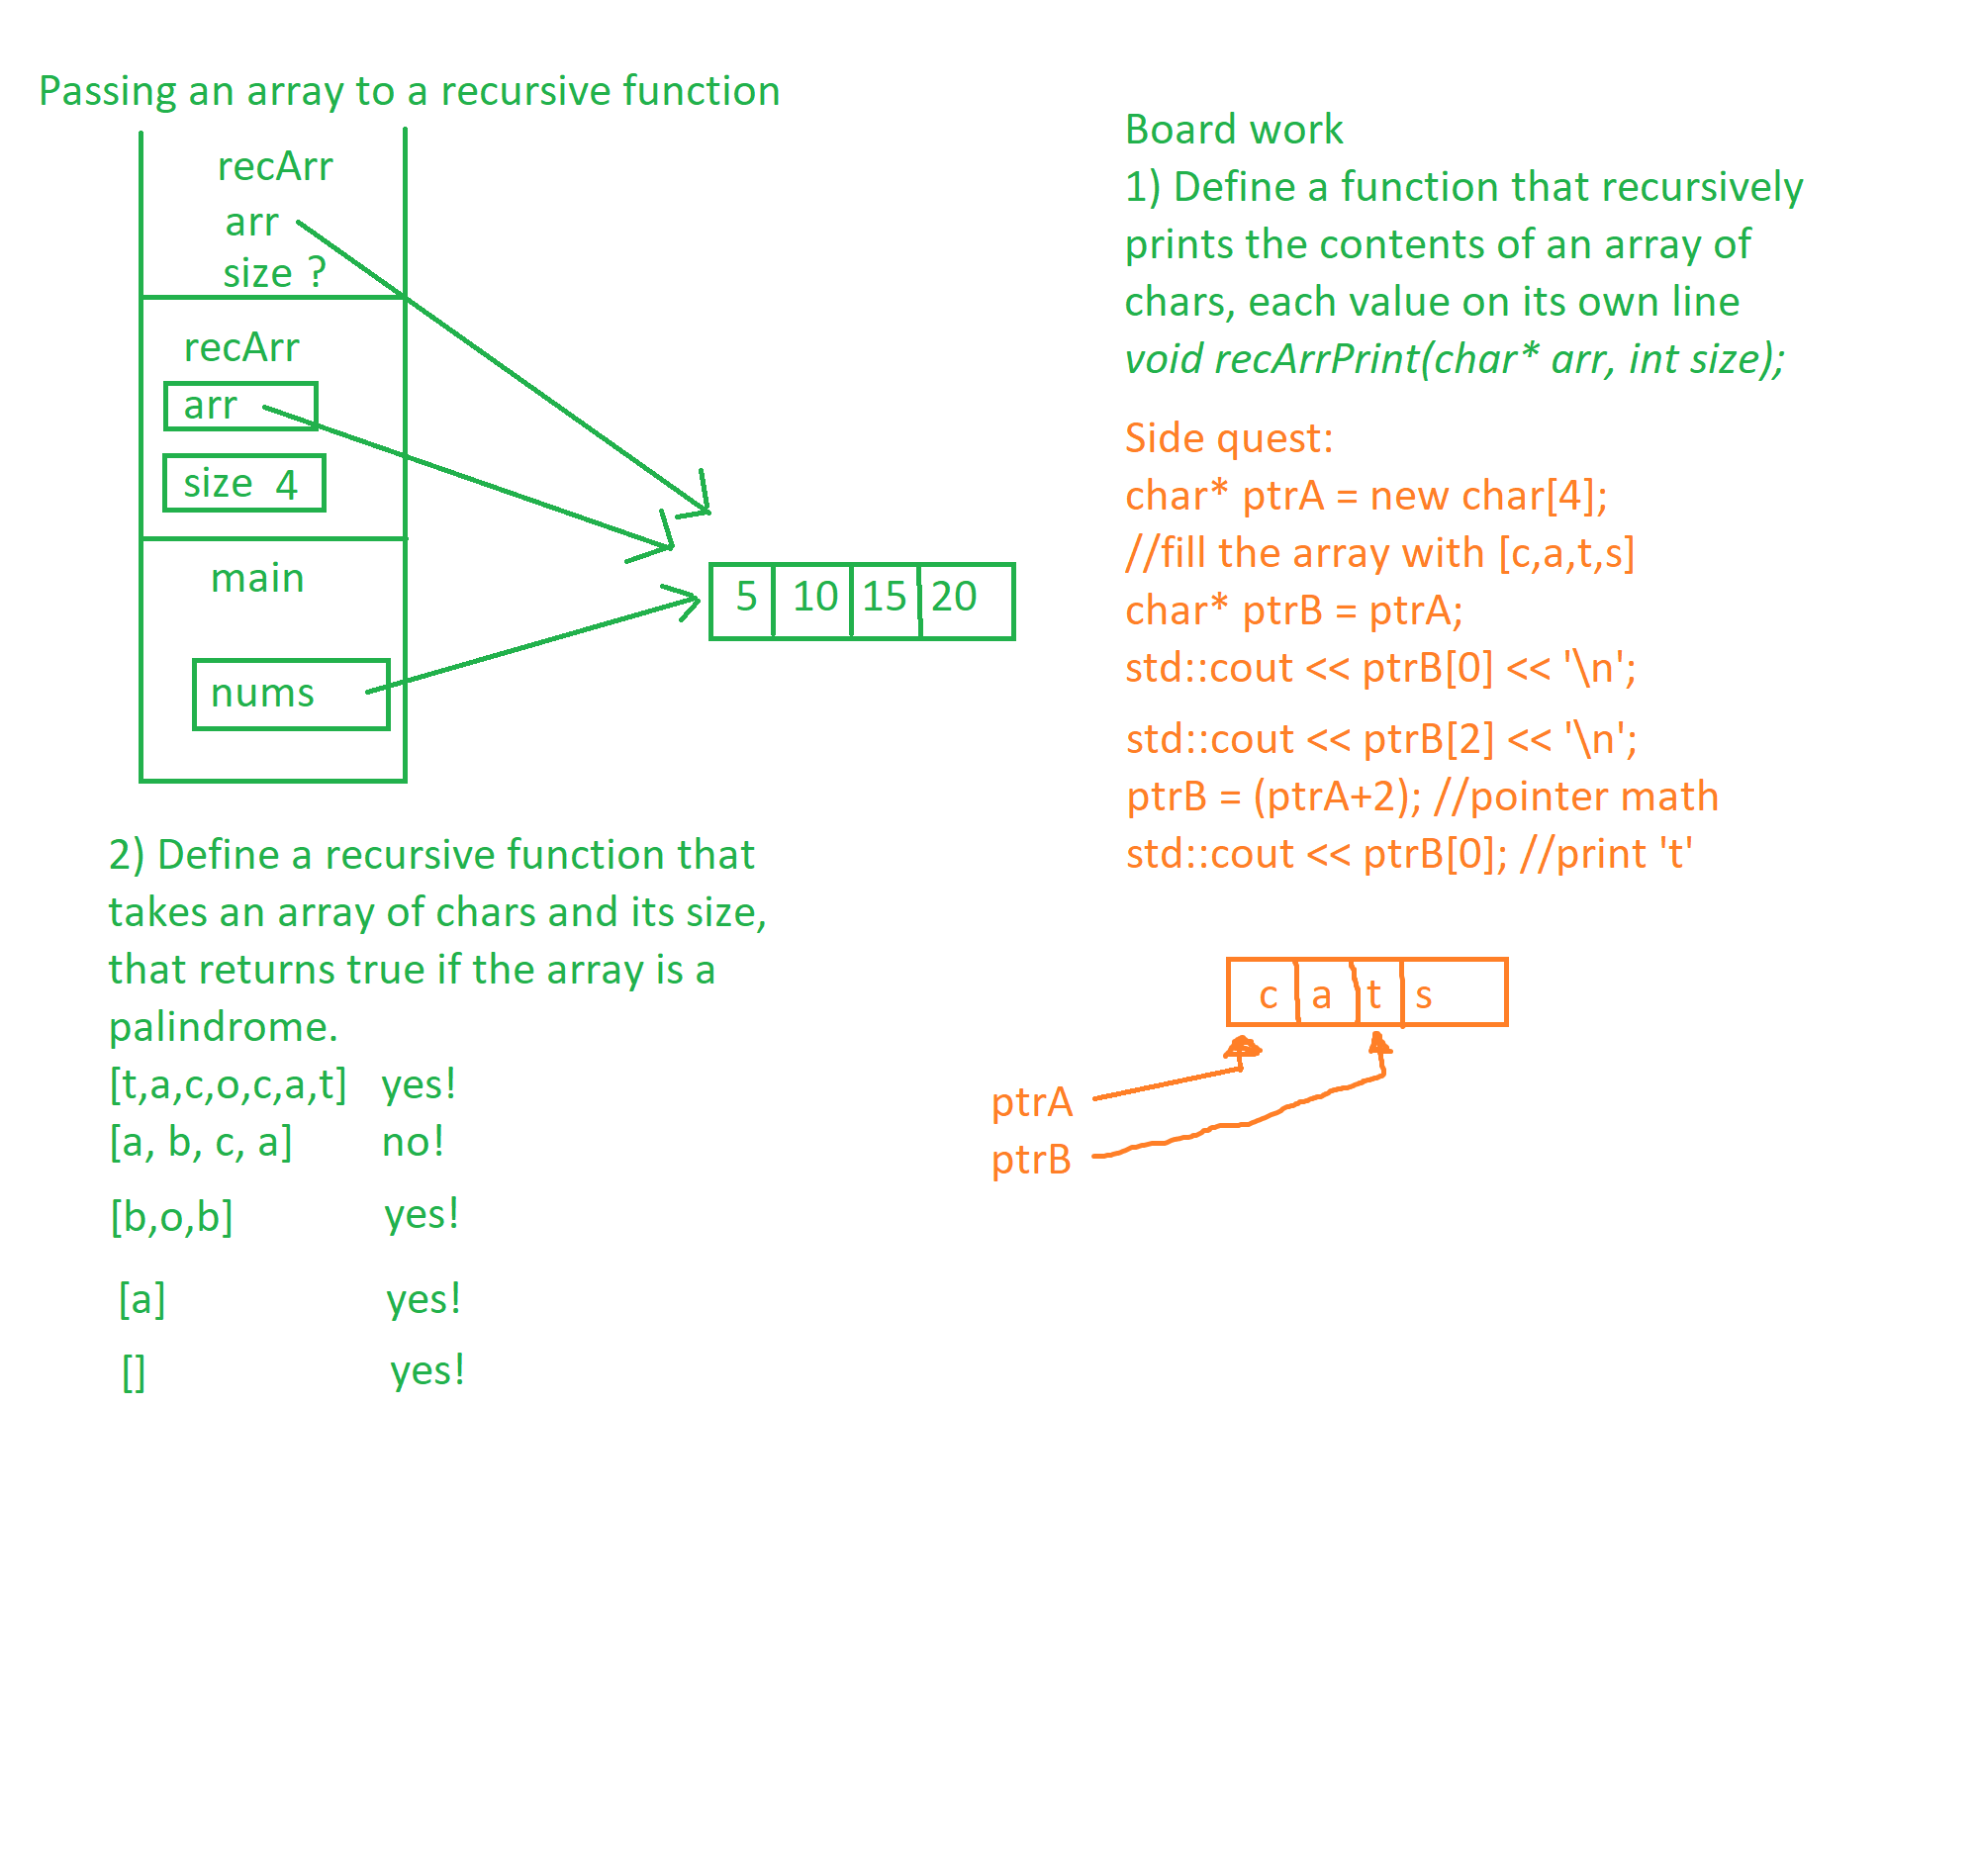 Passing an array to a recursive function
recArr
arr
size ?
recArr
arr
size 4
main
nums
5 10 15 20
2) Define a recursive function that
takes an array of chars and its size,
that returns true if the array is a
palindrome.
[t,a,c,o,c,a,t] yes!
[a, b, c, a] no!
[b,o,b] yes!
[a] yes!
[] yes!
Board work
1) Define a function that recursively
prints the contents of an array of
chars, each value on its own line
void recArrPrint(char* arr, int size);
Side quest:
char* ptrA = new char[4];
//fill the array with [c,a,t,s]
char* ptrB = ptrA;
std::cout << ptrB[0] << '\n';
std::cout << ptrB[2] << '\n';
ptrB = (ptrA+2); //pointer math
std::cout << ptrB[0]; //print 't'
c a t s
ptrA
ptrB